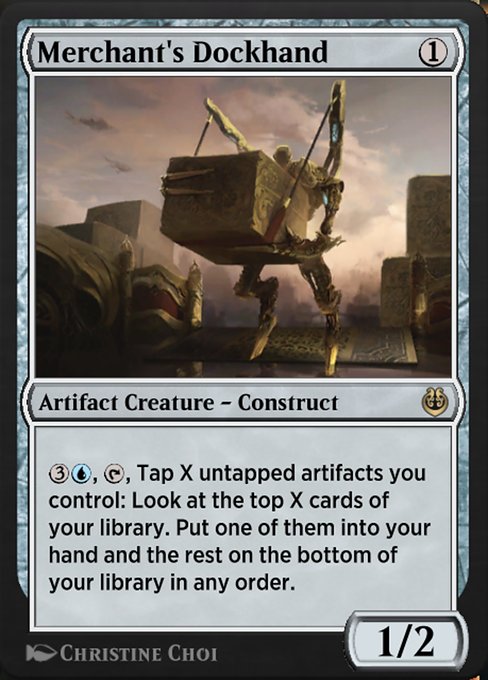 Merchant's Dockhand 1
Artifact Creature – Construct
3, Tap X untapped artifacts you
control: Look at the top X cards of
your library. Put one of them into your
hand and the rest on the bottom of
your library in any order.
1/2
Christine Choi